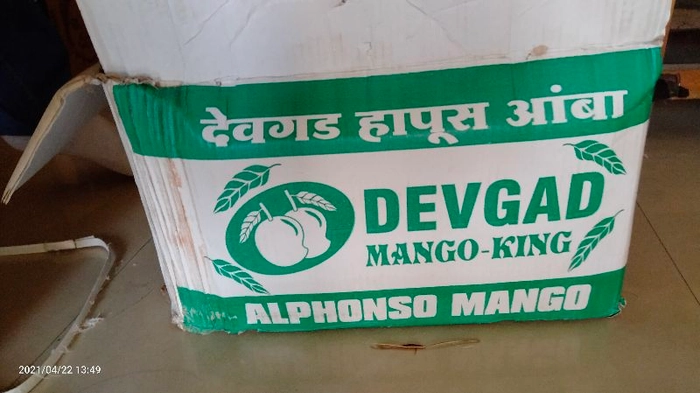 देवगड हापूस आंबा
DEVGAD
MANGO-KING
ALPHONSO MANGO
2021/04/22 13:49